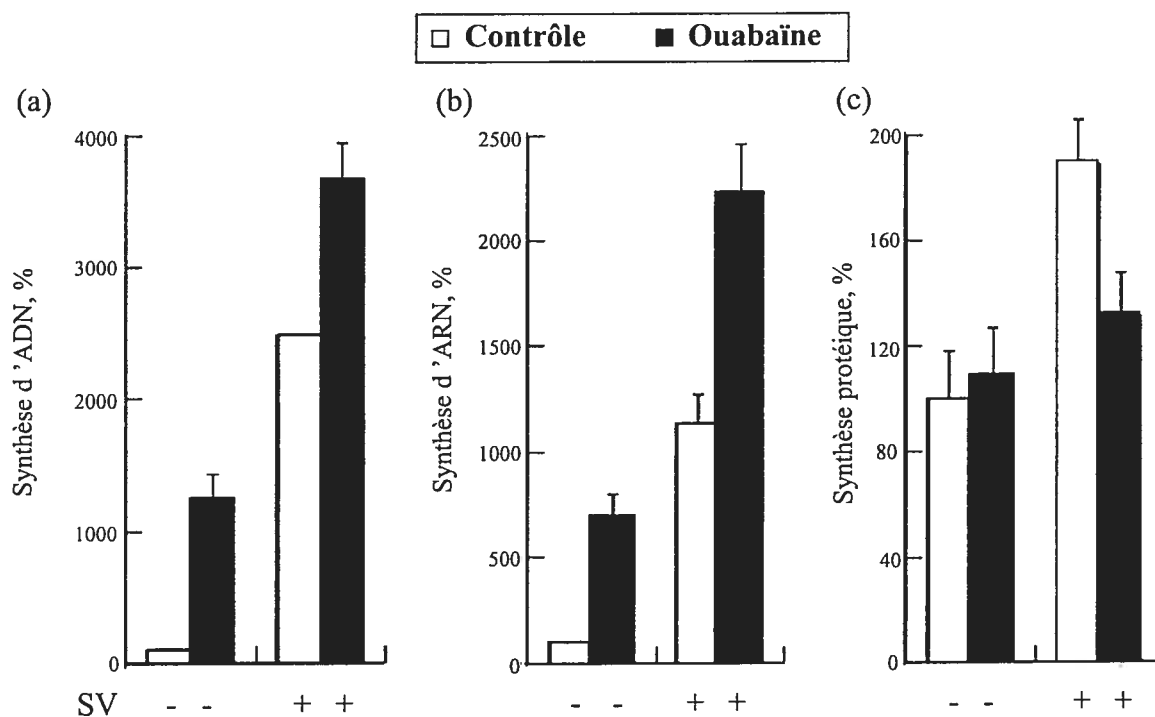 Contrôle Ouabaïne
(a)
Synthèse d'ADN, %
4000
3000
2000
1000
0
(b)
Synthèse d'ARN, %
2500
2000
1500
1000
500
0
(c)
Synthèse protéique, %
200
160
120
80
40
0
SV - - + + - - + + - - + +